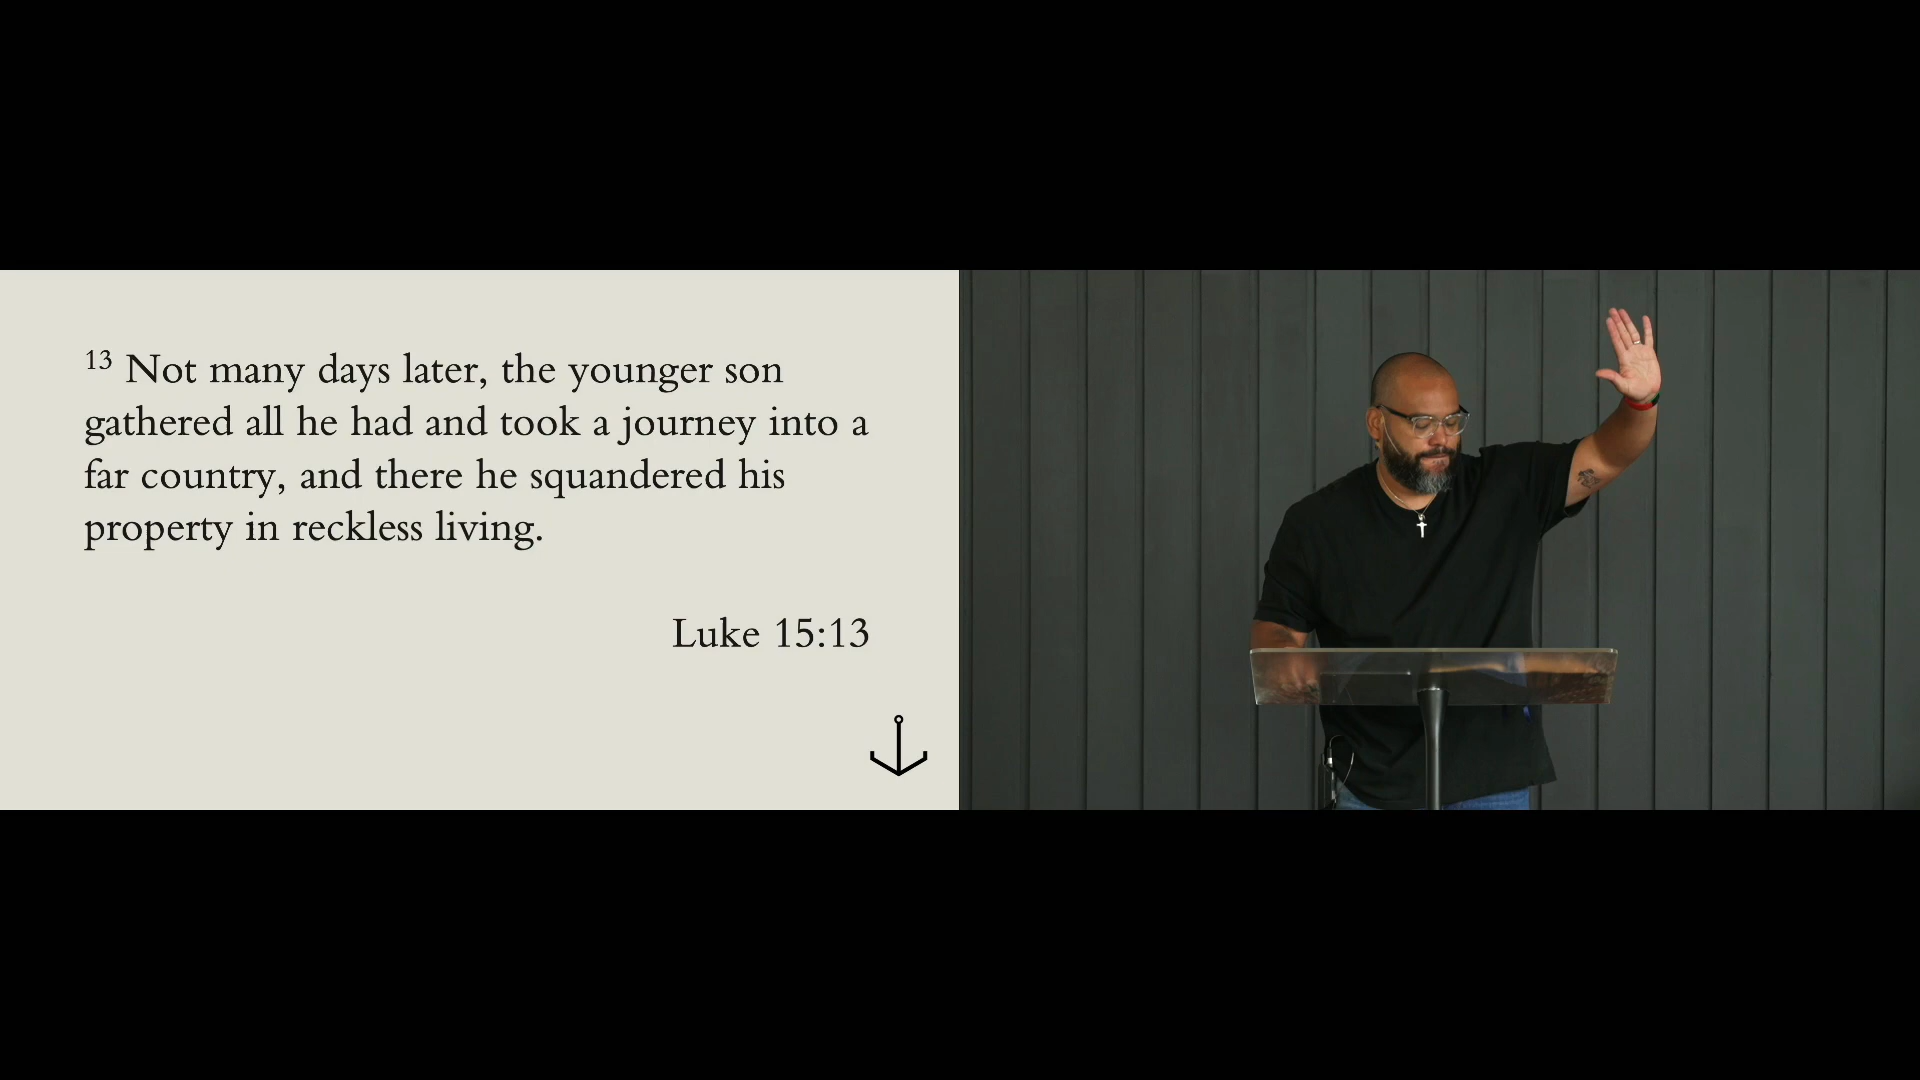 13 Not many days later, the younger son
gathered all he had and took a journey into a
far country, and there he squandered his
property in reckless living.
Luke 15:13